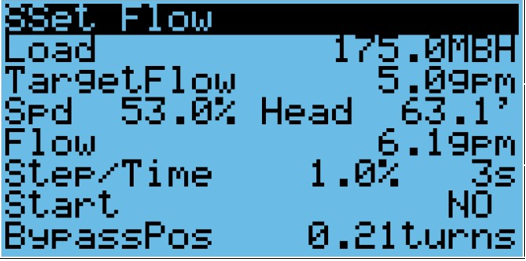 SSet Flow
Load 175.0MBH
TargetFlow 5.0gpm
Spd 53.0% Head 63.1'
Flow 6.19pm
Step/Time 1.0% 3s
Start NO
BypassPos 0.21turns